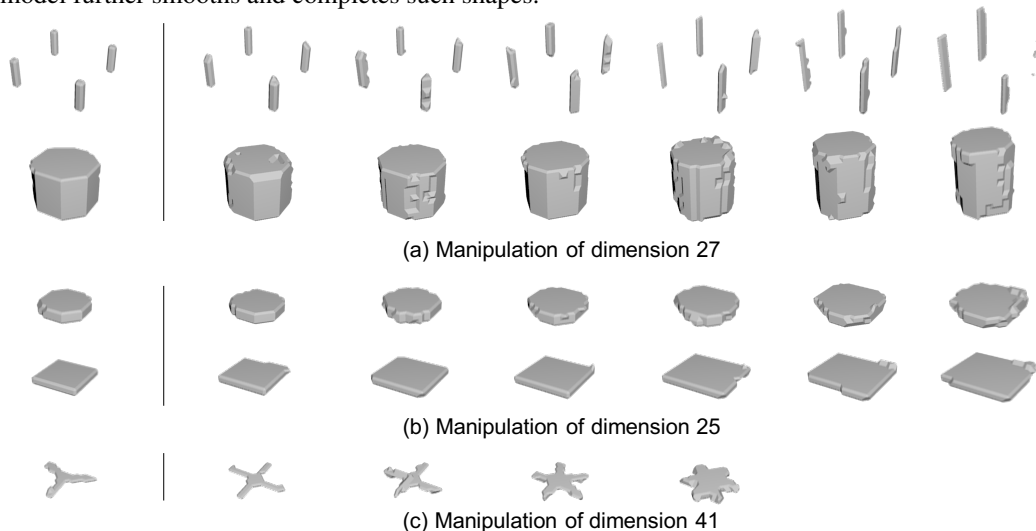 model further smooths and completes such shapes.
(a) Manipulation of dimension 27
(b) Manipulation of dimension 25
(c) Manipulation of dimension 41